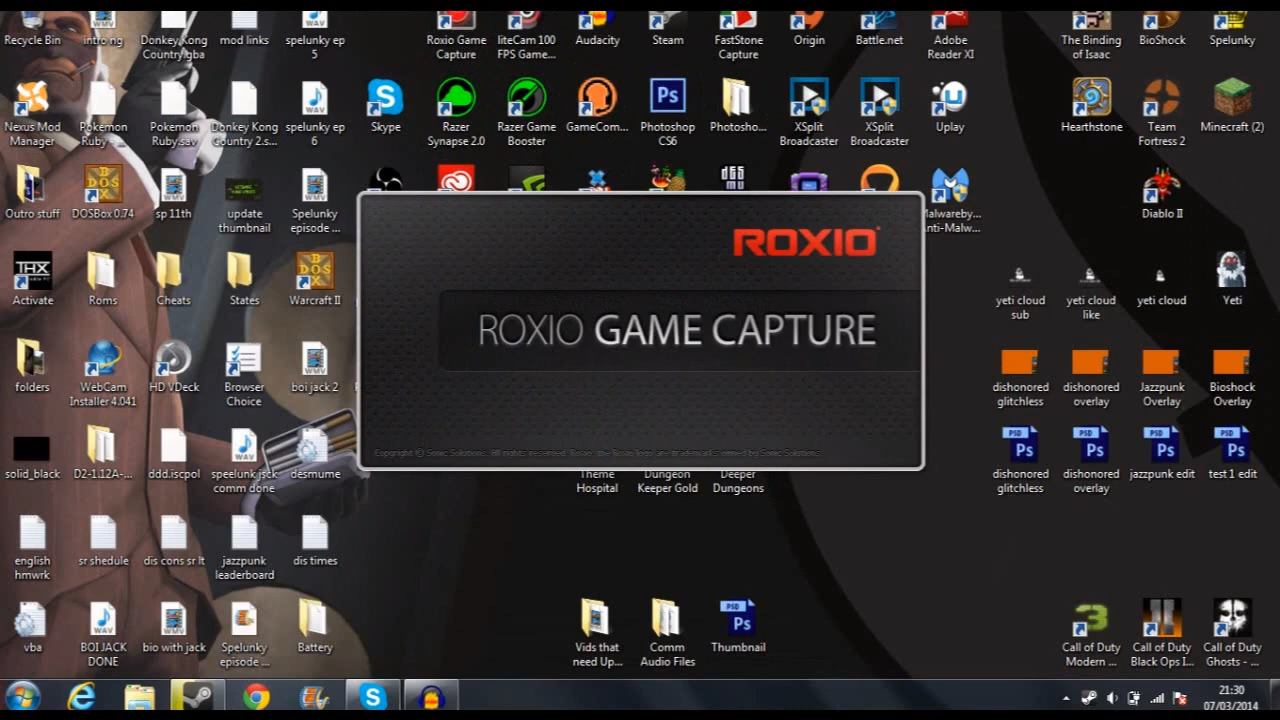 Recycle Bin
intro ng
Donkey Kong
Country.gba
mod links
spelunky ep
5
Roxio Game
Capture
liteCam 100
FPS Game...
Audacity
Steam
FastStone
Capture
Origin
Battle.net
Adobe
Reader XI
The Binding
of Isaac
BioShock
Spelunky
Nexus Mod
Manager
Pokemon
Ruby - ...
Pokemon
Ruby.sav
Donkey Kong
Country 2.s...
spelunky ep
6
Skype
Razer
Synapse 2.0
Razer Game
Booster
GameCom...
Photoshop
CS6
Photosho...
XSplit
Broadcaster
XSplit
Broadcaster
Uplay
Hearthstone
Team
Fortress 2
Minecraft (2)
Outro stuff
DOSBox 0.74
sp 11th
update
thumbnail
Spelunky
episode ...
Malwareby...
Anti-Malw...
Diablo II
ROXIO
ROXIO GAME CAPTURE
Activate
Roms
Cheats
States
Warcraft II
yeti cloud
sub
yeti cloud
like
yeti cloud
Yeti
folders
WebCam
Installer 4.041
HD VDeck
Browser
Choice
boi jack 2
dishonored
glitchless
dishonored
overlay
Jazzpunk
Overlay
Bioshock
Overlay
solid_black
D2-1.12A-...
ddd.iscpol
speelunk jsck
comm done
desmume
Theme
Hospital
Dungeon
Keeper Gold
Deeper
Dungeons
dishonored
glitchless
dishonored
overlay
jazzpunk edit
test 1 edit
english
hmwrk
sr shedule
dis cons sr lt
jazzpunk
leaderboard
dis times
vba
BOI JACK
DONE
bio with jack
Spelunky
episode ...
Battery
Vids that
need Up...
Comm
Audio Files
Thumbnail
Call of Duty
Modern ...
Call of Duty
Black Ops I...
Call of Duty
Ghosts - ...
21:30
07/03/2014